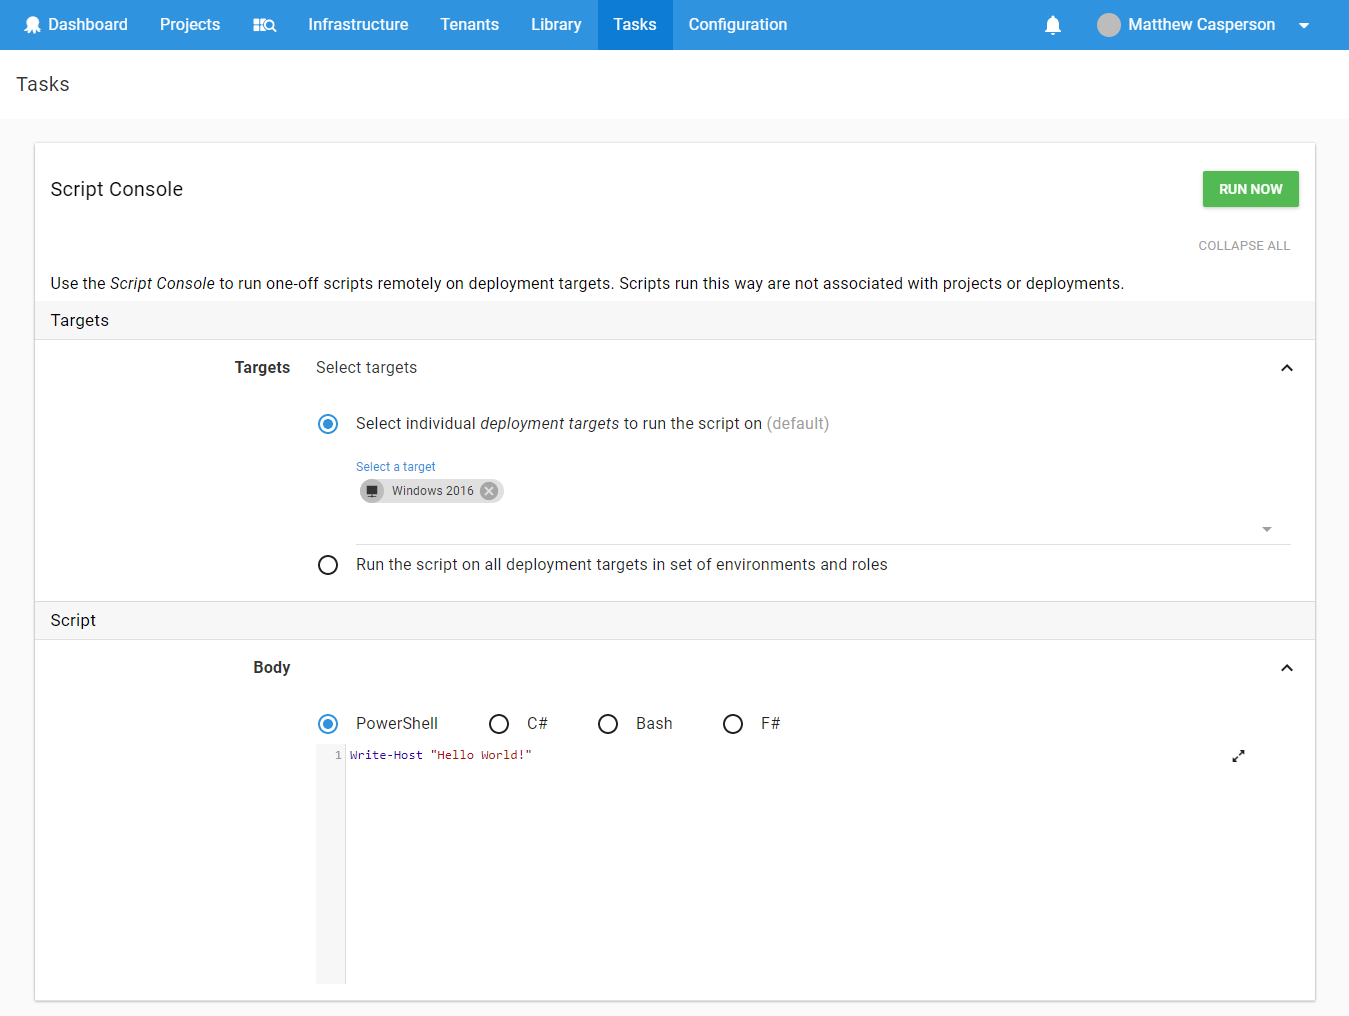 Dashboard Projects Infrastructure Tenants Library Tasks Configuration Matthew Casperson
Tasks
Script Console RUN NOW
COLLAPSE ALL
Use the Script Console to run one-off scripts remotely on deployment targets. Scripts run this way are not associated with projects or deployments.
Targets
Targets Select targets
Select individual deployment targets to run the script on (default)
Select a target
Windows 2016
Run the script on all deployment targets in set of environments and roles
Script
Body
PowerShell C# Bash F#
1 Write-Host "Hello World!"